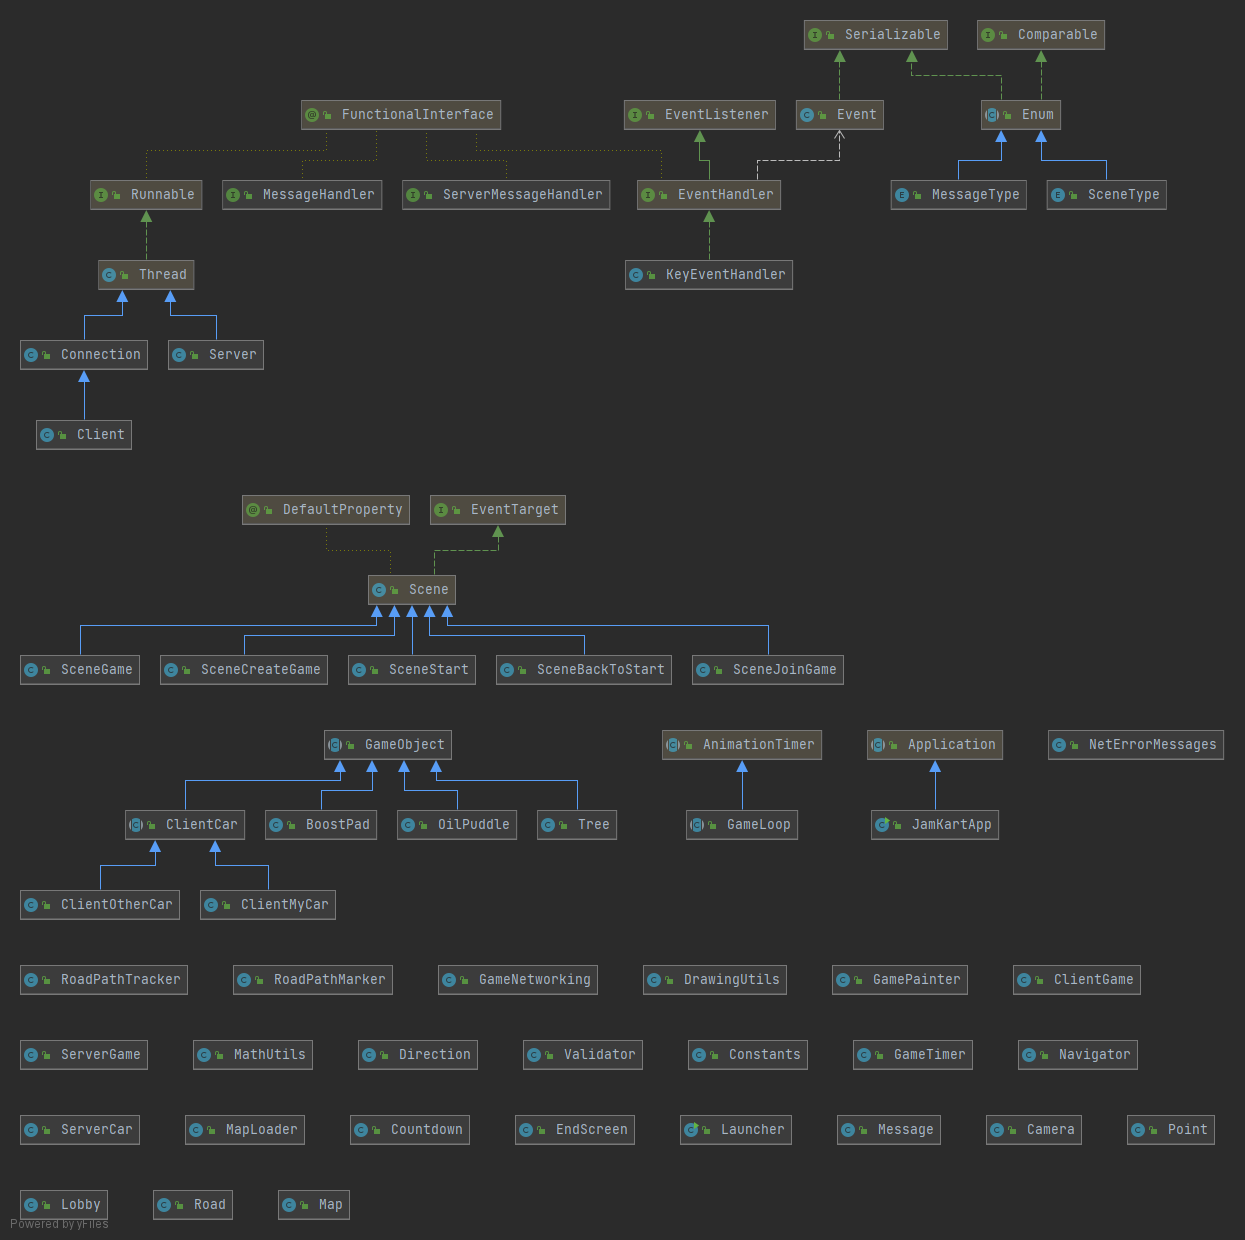 Serializable Comparable
FunctionalInterface EventListener Event Enum
Runnable MessageHandler ServerMessageHandler EventHandler MessageType SceneType
Thread KeyEventHandler
Connection Server
Client
DefaultProperty EventTarget
Scene
SceneGame SceneCreateGame SceneStart SceneBackToStart SceneJoinGame
GameObject AnimationTimer Application NetErrorMessages
ClientCar BoostPad OilPuddle Tree GameLoop JamKartApp
ClientOtherCar ClientMyCar
RoadPathTracker RoadPathMarker GameNetworking DrawingUtils GamePainter ClientGame
ServerGame MathUtils Direction Validator Constants GameTimer Navigator
ServerCar MapLoader Countdown EndScreen Launcher Message Camera Point
Lobby Road Map
Powered by yFiles